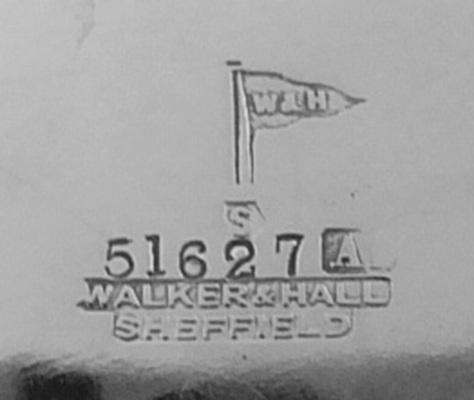 W&H
S
51627 A
WALKER & HALL
SHEFFIELD